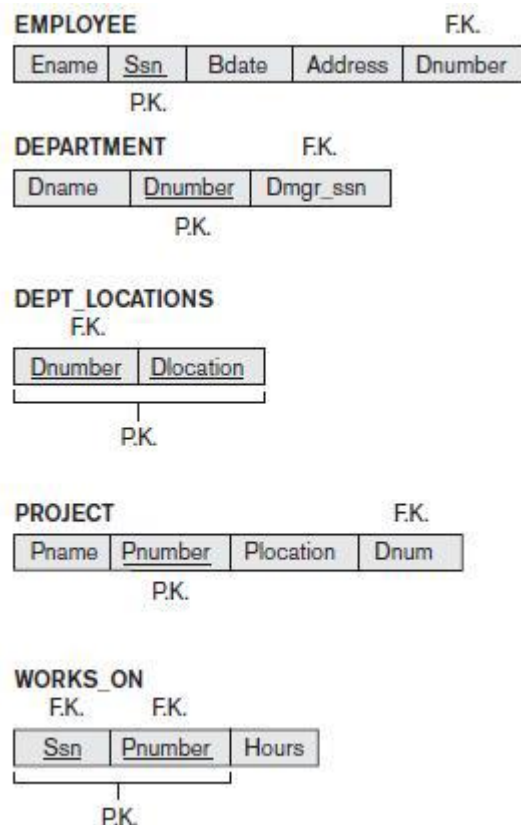 EMPLOYEE F.K.
Ename Ssn Bdate Address Dnumber
P.K.
DEPARTMENT F.K.
Dname Dnumber Dmgr_ssn
P.K.
DEPT_LOCATIONS
F.K.
Dnumber Dlocation
P.K.
PROJECT F.K.
Pname Pnumber Plocation Dnum
P.K.
WORKS_ON
F.K. F.K.
Ssn Pnumber Hours
P.K.